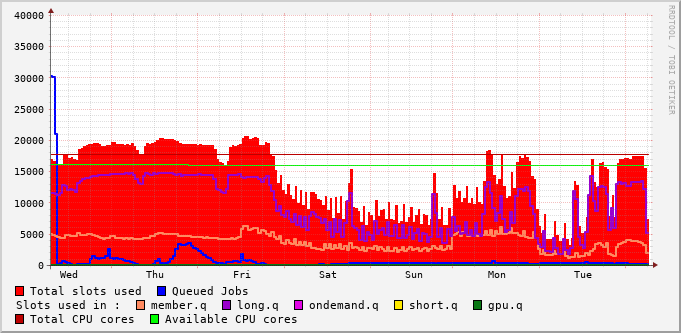 40000
35000
30000
25000
20000
15000
10000
5000
0
Wed Thu Fri Sat Sun Mon Tue
RRDTOOL / TOBI OETIKER
Total slots used Queued Jobs
Slots used in : member.q long.q ondemand.q short.q gpu.q
Total CPU cores Available CPU cores